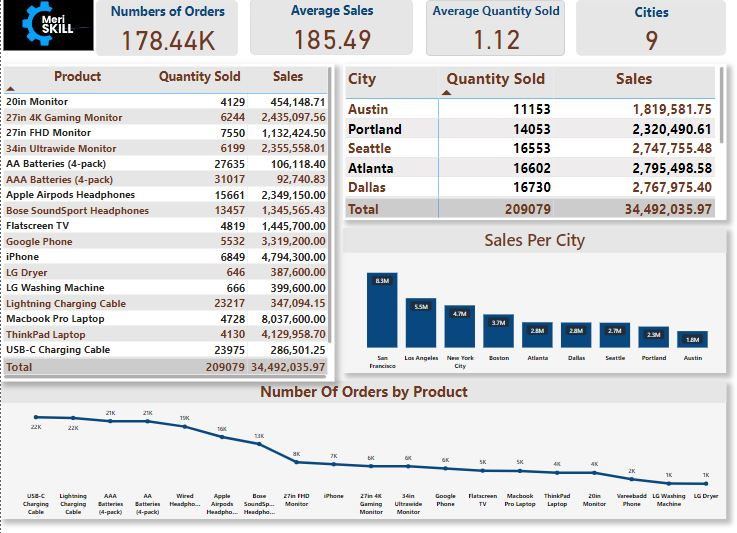 Meri
SKILL
Numbers of Orders
178.44K
Average Sales
185.49
Average Quantity Sold
1.12
Cities
9
Product Quantity Sold Sales
20in Monitor 4129 454,148.71
27in 4K Gaming Monitor 6244 2,435,097.56
27in FHD Monitor 7550 1,132,424.50
34in Ultrawide Monitor 6199 2,355,558.01
AA Batteries (4-pack) 27635 106,118.40
AAA Batteries (4-pack) 31017 92,740.83
Apple Airpods Headphones 15661 2,349,150.00
Bose SoundSport Headphones 13457 1,345,565.43
Flatscreen TV 4819 1,445,700.00
Google Phone 5532 3,319,200.00
iPhone 6849 4,794,300.00
LG Dryer 646 387,600.00
LG Washing Machine 666 399,600.00
Lightning Charging Cable 23217 347,094.15
Macbook Pro Laptop 4728 8,037,600.00
ThinkPad Laptop 4130 4,129,958.70
USB-C Charging Cable 23975 286,501.25
Total 209079 34,492,035.97
City Quantity Sold Sales
Austin 11153 1,819,581.75
Portland 14053 2,320,490.61
Seattle 16553 2,747,755.48
Atlanta 16602 2,795,498.58
Dallas 16730 2,767,975.40
Total 209079 34,492,035.97
Sales Per City
8.3M 5.5M 4.7M 3.7M 2.8M 2.8M 2.7M 2.3M 1.8M
San Los Angeles New York Boston Atlanta Dallas Seattle Portland Austin
Francisco City
Number Of Orders by Product
22K 22K 21K 21K 19K 16K 13K 8K 7K 6K 6K 6K 5K 5K 4K 4K 2K 1K 1K
USB-C Lightning AAA AA Wired Apple Bose 27in FHD iPhone 27in 4K 34in Google Flatscreen Macbook ThinkPad 20in Vareebadd LG Washing LG Dryer
Charging Charging Batteries Batteries Headpho... Airpods SoundSp... Monitor Gaming Ultrawide Phone TV Pro Laptop Laptop Monitor Phone Machine
Cable Cable (4-pack) (4-pack) Headpho... Headpho... Monitor Monitor